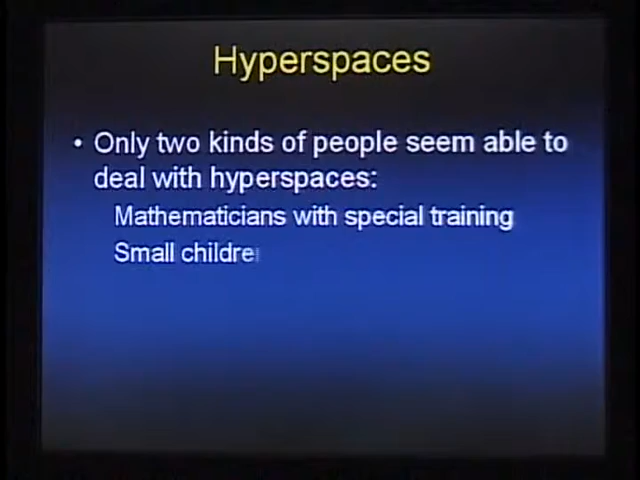 Hyperspaces
• Only two kinds of people seem able to
deal with hyperspaces:
Mathematicians with special training
Small childre